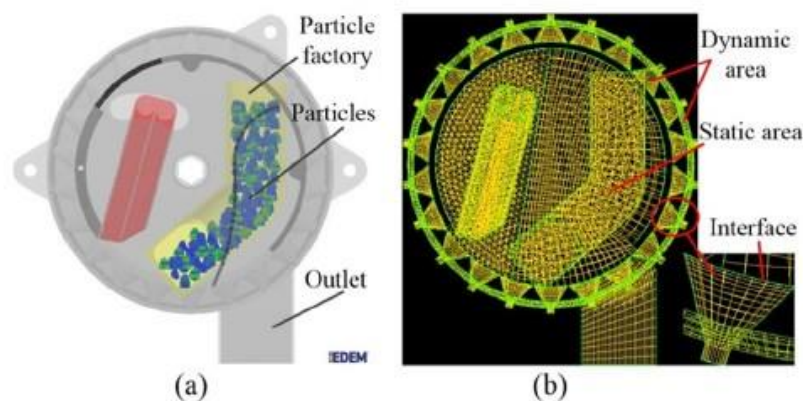 Particle
factory
Particles
Outlet
EDEM
(a)
Dynamic
area
Static area
Interface
(b)